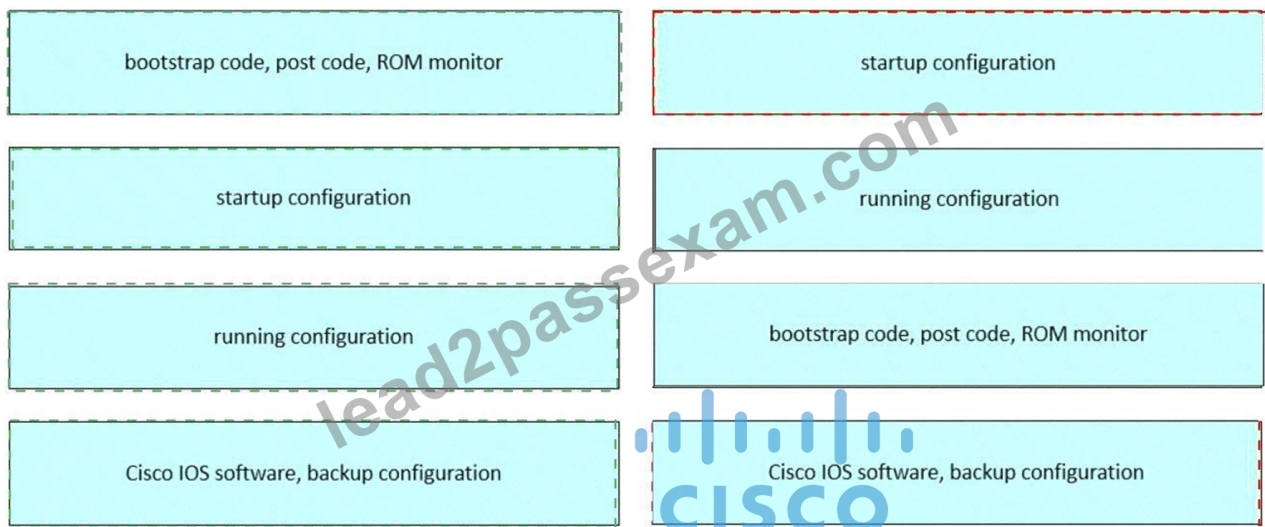 bootstrap code, post code, ROM monitor
startup configuration
startup configuration
running configuration
running configuration
bootstrap code, post code, ROM monitor
Cisco IOS software, backup configuration
Cisco IOS software, backup configuration
lead2passexam.com
CISCO